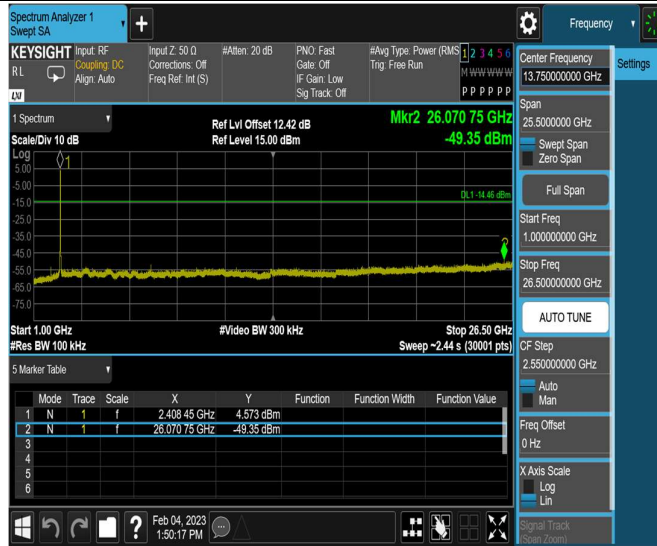 Spectrum Analyzer 1
Swept SA
Frequency
KEYSIGHT
RL
LXI
Input: RF
Coupling: DC
Align: Auto
Input Z: 50 Ω
Corrections: Off
Freq Ref: Int (S)
#Atten: 20 dB
PNO: Fast
Gate: Off
IF Gain: Low
Sig Track: Off
#Avg Type: Power (RMS
Trig: Free Run
1 2 3 4 5 6
M W W W W W
P P P P P P
Center Frequency
13.750000000 GHz
Settings
Span
25.5000000 GHz
Swept Span
Zero Span
Full Span
Start Freq
1.000000000 GHz
Stop Freq
26.500000000 GHz
AUTO TUNE
CF Step
2.550000000 GHz
Auto
Man
Freq Offset
0 Hz
X Axis Scale
Log
Lin
Signal Track
(Span Zoom)
1 Spectrum
Scale/Div 10 dB
Ref Lvl Offset 12.42 dB
Ref Level 15.00 dBm
Mkr2 26.070 75 GHz
-49.35 dBm
Log
5.00
-5.00
-15.0
-25.0
-35.0
-45.0
-55.0
-65.0
-75.0
1
DL1 -14.46 dBm
2
Start 1.00 GHz
#Res BW 100 kHz
#Video BW 300 kHz
Stop 26.50 GHz
Sweep ~2.44 s (30001 pts)
5 Marker Table
Mode Trace Scale X Y Function Function Width Function Value
1 N 1 f 2.408 45 GHz 4.573 dBm
2 N 1 f 26.070 75 GHz -49.35 dBm
3
4
5
6
Feb 04, 2023
1:50:17 PM